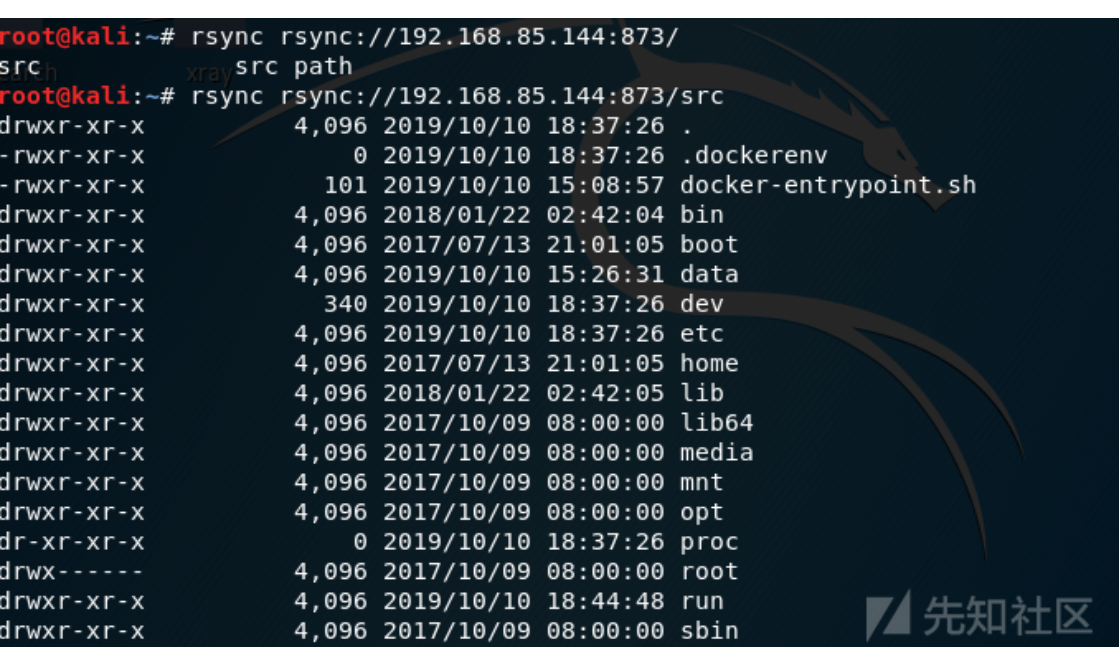 root@kali:~# rsync rsync://192.168.85.144:873/
src            src path
root@kali:~# rsync rsync://192.168.85.144:873/src
drwxr-xr-x          4,096 2019/10/10 18:37:26 .
-rwxr-xr-x              0 2019/10/10 18:37:26 .dockerenv
-rwxr-xr-x            101 2019/10/10 15:08:57 docker-entrypoint.sh
drwxr-xr-x          4,096 2018/01/22 02:42:04 bin
drwxr-xr-x          4,096 2017/07/13 21:01:05 boot
drwxr-xr-x          4,096 2019/10/10 15:26:31 data
drwxr-xr-x            340 2019/10/10 18:37:26 dev
drwxr-xr-x          4,096 2019/10/10 18:37:26 etc
drwxr-xr-x          4,096 2017/07/13 21:01:05 home
drwxr-xr-x          4,096 2018/01/22 02:42:05 lib
drwxr-xr-x          4,096 2017/10/09 08:00:00 lib64
drwxr-xr-x          4,096 2017/10/09 08:00:00 media
drwxr-xr-x          4,096 2017/10/09 08:00:00 mnt
drwxr-xr-x          4,096 2017/10/09 08:00:00 opt
dr-xr-xr-x              0 2019/10/10 18:37:26 proc
drwx------          4,096 2017/10/09 08:00:00 root
drwxr-xr-x          4,096 2019/10/10 18:44:48 run
drwxr-xr-x          4,096 2017/10/09 08:00:00 sbin
xray
先知社区